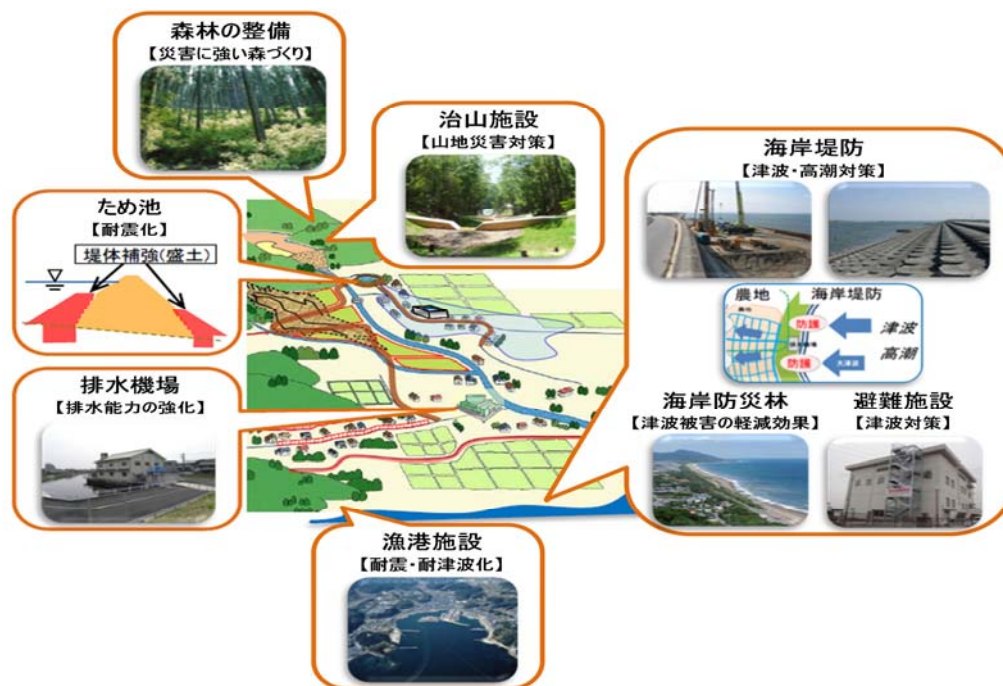 森林の整備
【災害に強い森づくり】
治山施設
【山地災害対策】
海岸堤防
【津波・高潮対策】
ため池
【耐震化】
堤体補強(盛土)
農地
海岸堤防
防護
津波
高潮
防護
大津波
排水機場
【排水能力の強化】
海岸防災林
【津波被害の軽減効果】
避難施設
【津波対策】
漁港施設
【耐震・耐津波化】